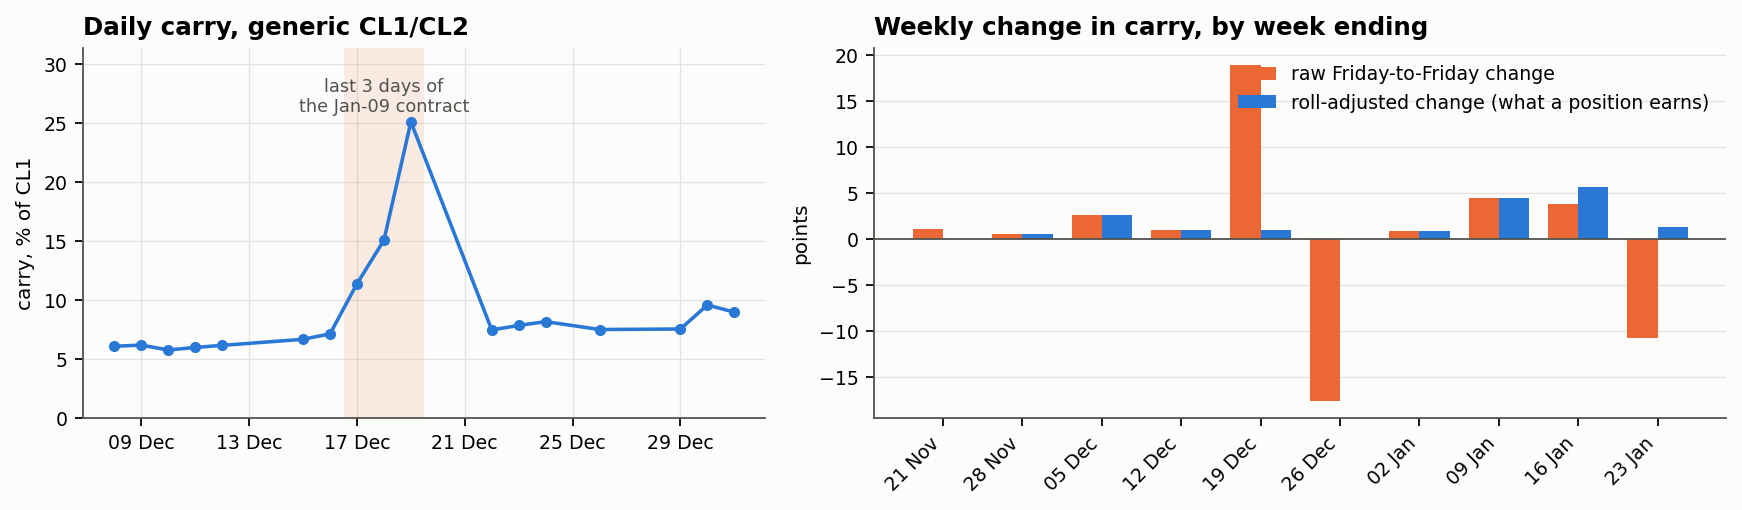 Daily carry, generic CL1/CL2
carry, % of CL1
30
25
20
15
10
5
0
last 3 days of
the Jan-09 contract
09 Dec
13 Dec
17 Dec
21 Dec
25 Dec
29 Dec
Weekly change in carry, by week ending
points
20
15
10
5
0
−5
−10
−15
raw Friday-to-Friday change
roll-adjusted change (what a position earns)
21 Nov
28 Nov
05 Dec
12 Dec
19 Dec
26 Dec
02 Jan
09 Jan
16 Jan
23 Jan